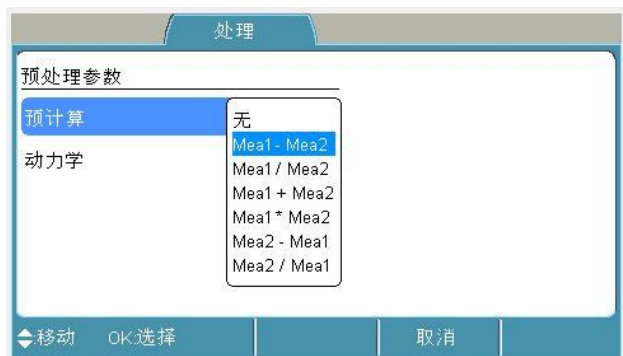 处理
预处理参数
预计算
无
Mea1 - Mea2
动力学
Mea1 / Mea2
Mea1 + Mea2
Mea1 * Mea2
Mea2 - Mea1
Mea2 / Mea1
移动 OK:选择 取消